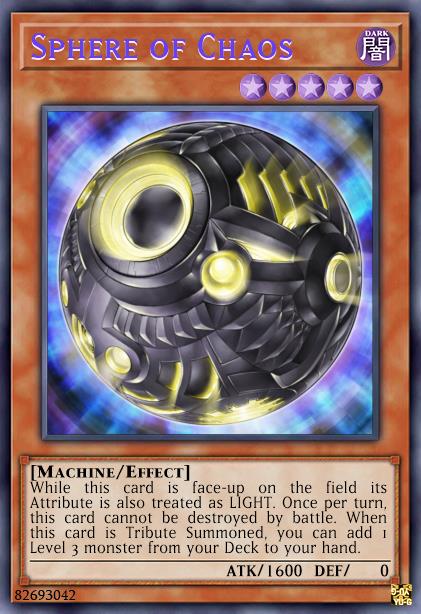 Sphere of Chaos
DARK
闇
[Machine/Effect]
While this card is face-up on the field its
Attribute is also treated as LIGHT. Once per turn,
this card cannot be destroyed by battle. When
this card is Tribute Summoned, you can add 1
Level 3 monster from your Deck to your hand.
ATK/1600 DEF/ 0
82693042